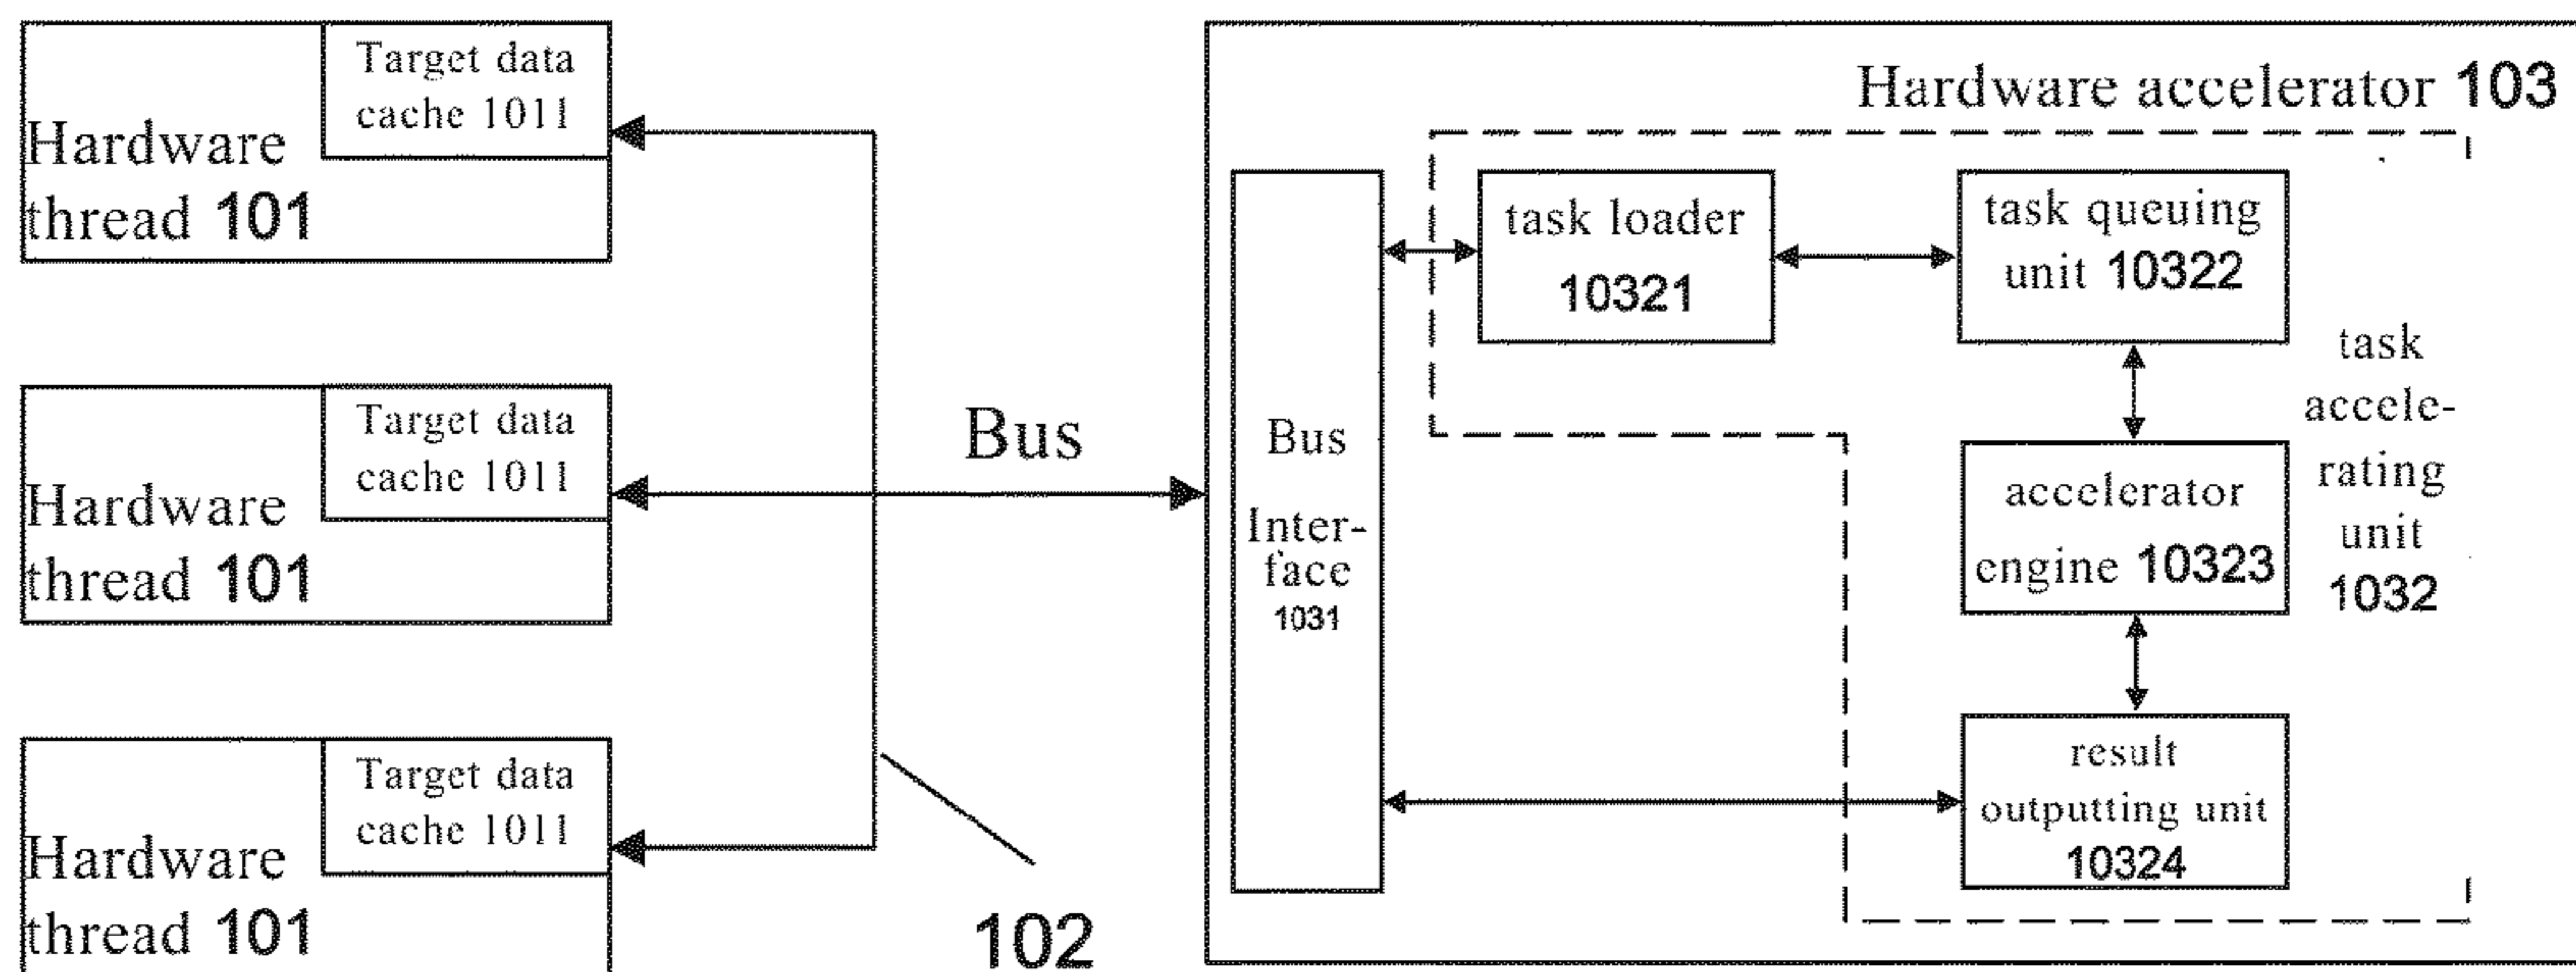 Target data
cache 1011
Hardware
thread 101
Target data
cache 1011
Hardware
thread 101
Target data
cache 1011
Hardware
thread 101
Bus
102
Hardware accelerator 103
Bus
Inter-
face
1031
task loader
10321
task queuing
unit 10322
accelerator
engine 10323
result
outputting unit
10324
task
accele-
rating
unit
1032